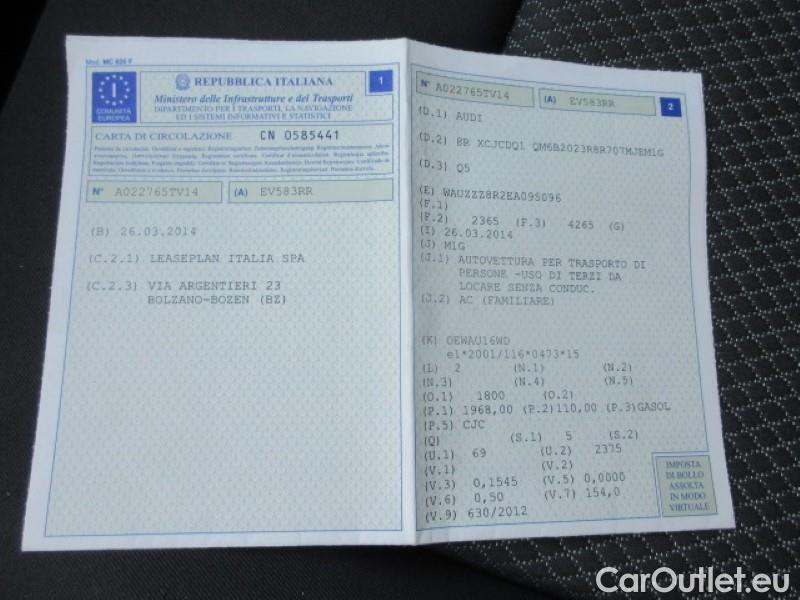 Mod. MC 820 F
REPUBBLICA ITALIANA
1
Ministero delle Infrastrutture e dei Trasporti
DIPARTIMENTO PER I TRASPORTI, LA NAVIGAZIONE
ED I SISTEMI INFORMATIVI E STATISTICI
I
COMUNITÀ
EUROPEA
CARTA DI CIRCOLAZIONE CN 0585441
N° A022765TV14 (A) EV583RR
(B) 26.03.2014
(C.2.1) LEASEPLAN ITALIA SPA
(C.2.3) VIA ARGENTIERI 23
BOLZANO-BOZEN (BZ)
N° A022765TV14 (A) EV583RR 2
(D.1) AUDI
(D.2) 8R XCJCDQ1 QM6B2023R8R707MJEM1G
(D.3) Q5
(E) WAUZZZ8R2EA095096
(F.1)
(F.2) 2365 (F.3) 4265 (G)
(I) 26.03.2014
(J) M1G
(J.1) AUTOVETTURA PER TRASPORTO DI
PERSONE -USO DI TERZI DA
LOCARE SENZA CONDUC.
(J.2) AC (FAMILIARE)
(K) OEWAU16WD
e1*2001/116*0473*15
(L) 2 (N.1) (N.2)
(N.3) (N.4) (N.5)
(O.1) 1800 (O.2)
(P.1) 1968,00 (P.2)110,00 (P.3)GASOL
(P.5) CJC
(Q) (S.1) 5 (S.2)
(U.1) 69 (U.2) 2375
(V.1) (V.2)
(V.3) 0,1545 (V.5) 0,0000
(V.6) 0,50 (V.7) 154,0
(V.9) 630/2012
IMPOSTA
DI BOLLO
ASSOLTA
IN MODO
VIRTUALE
CarOutlet.eu